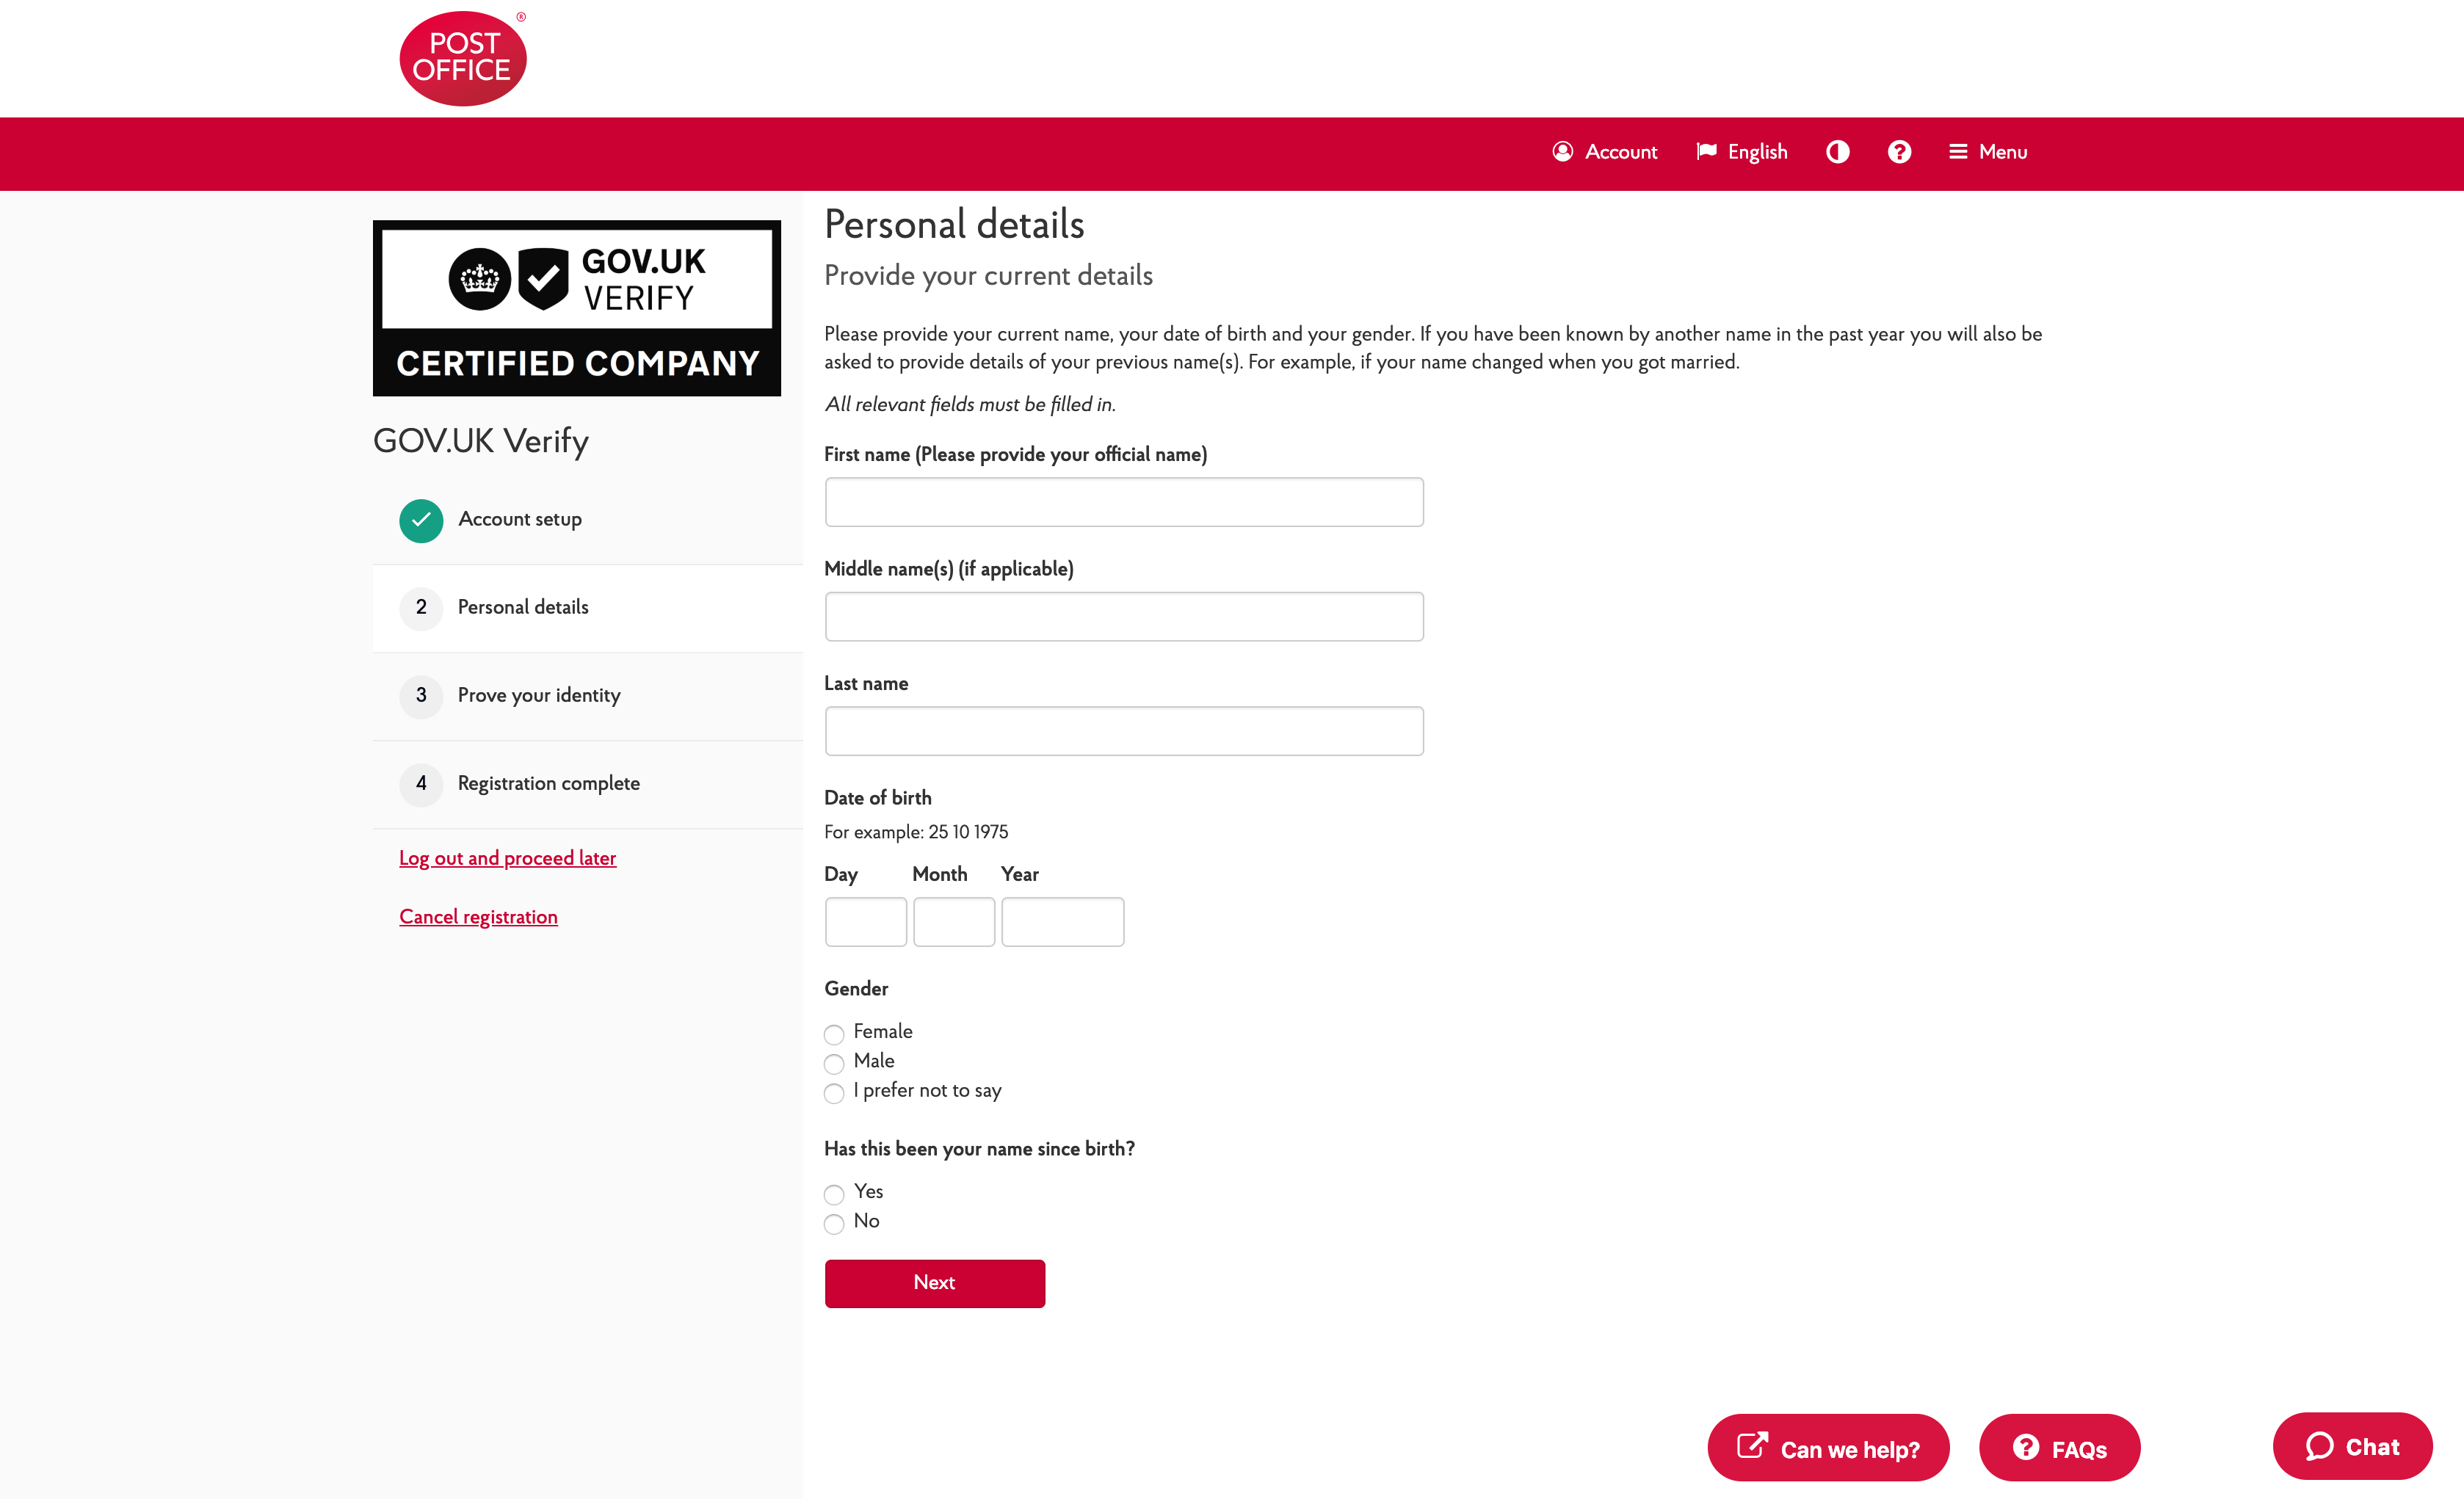 POST
OFFICE
®
Account
English
Menu
GOV.UK
VERIFY
CERTIFIED COMPANY
GOV.UK Verify
Account setup
2 Personal details
3 Prove your identity
4 Registration complete
Log out and proceed later
Cancel registration
Personal details
Provide your current details
Please provide your current name, your date of birth and your gender. If you have been known by another name in the past year you will also be
asked to provide details of your previous name(s). For example, if your name changed when you got married.
All relevant fields must be filled in.
First name (Please provide your official name)
Middle name(s) (if applicable)
Last name
Date of birth
For example: 25 10 1975
Day Month Year
Gender
Female
Male
I prefer not to say
Has this been your name since birth?
Yes
No
Next
Can we help?
FAQs
Chat